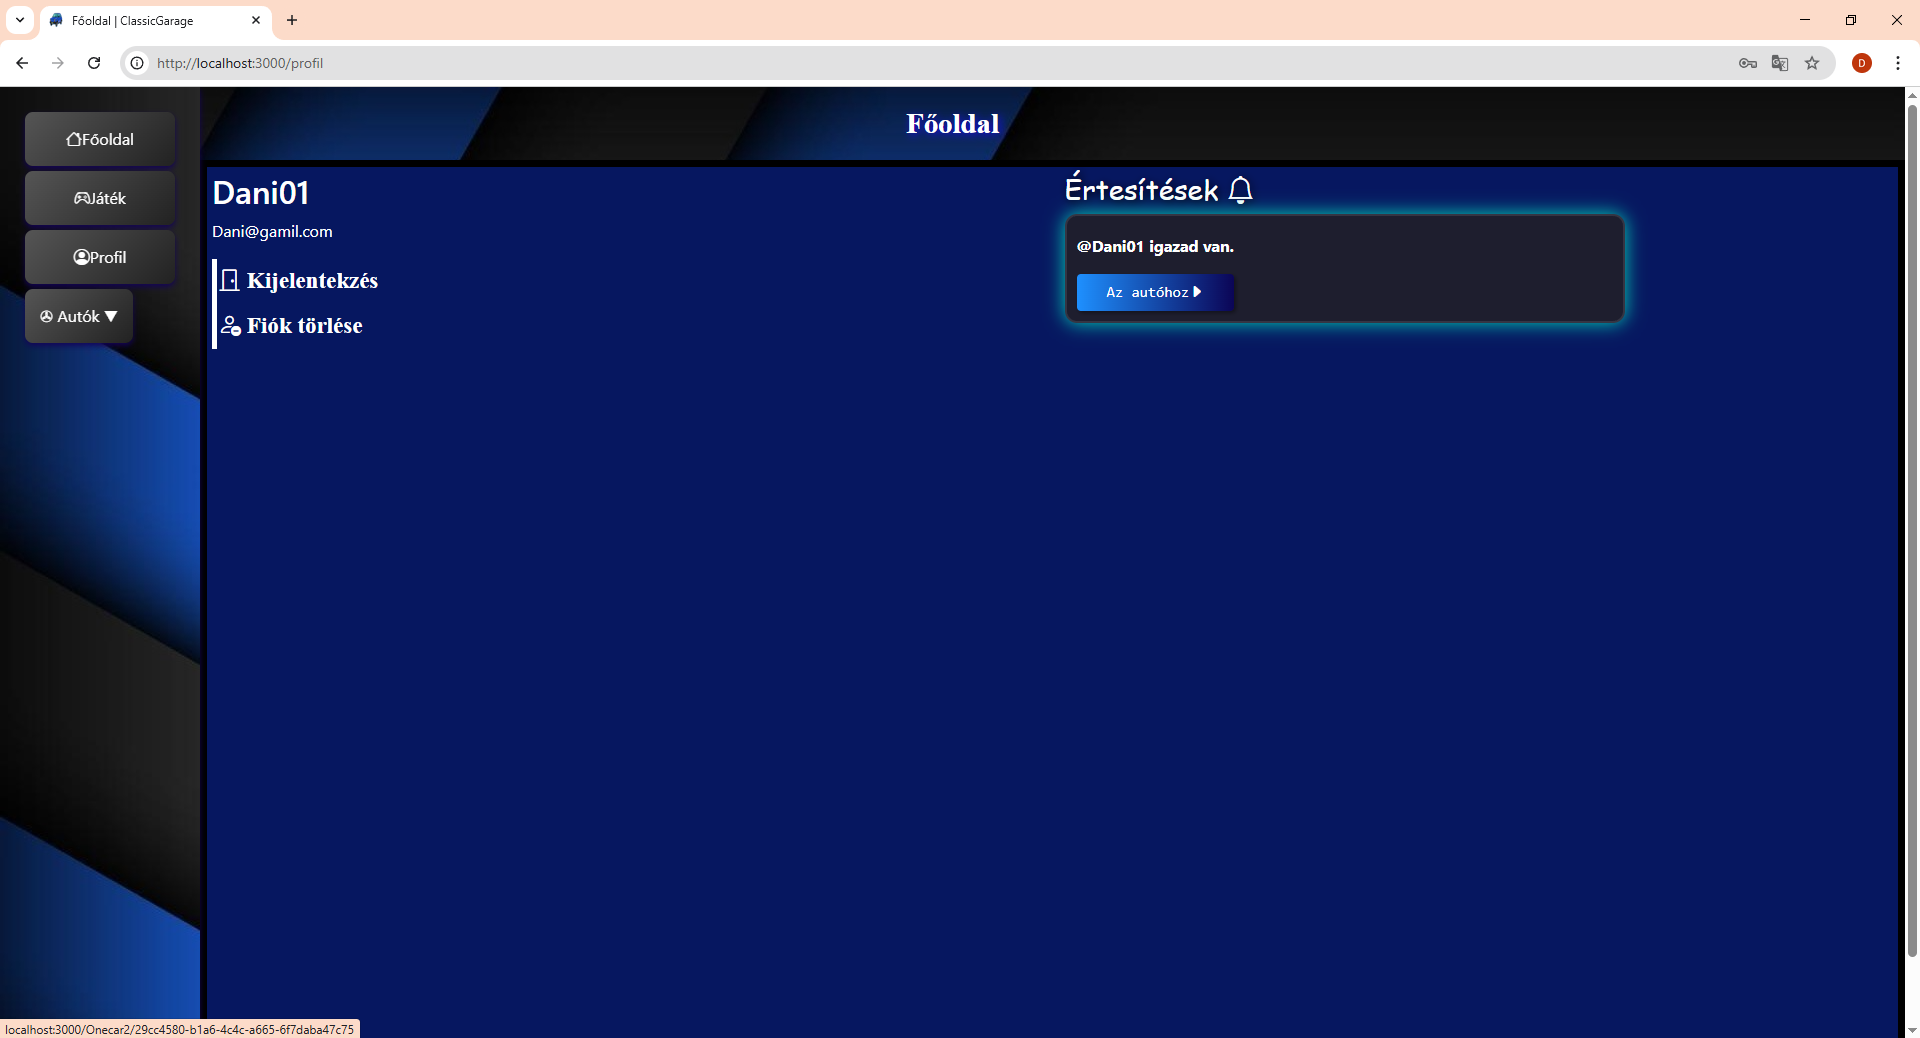 Főoldal | ClassicGarage
http://localhost:3000/profil
D
Főoldal
Játék
Profil
Autók ▼
Főoldal
Dani01
Dani@gamil.com
Kijelentekzés
Fiók törlése
Értesítések
@Dani01 igazad van.
Az autóhoz
localhost:3000/Onecar2/29cc4580-b1a6-4c4c-a665-6f7daba47c75